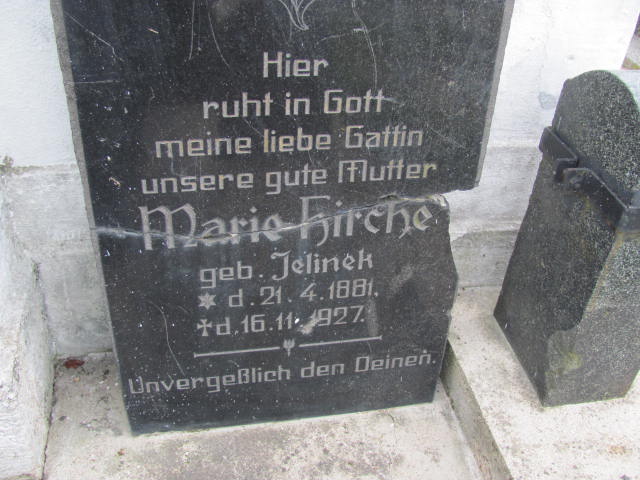 Hier
ruht in Gott
meine liebe Gattin
unsere gute Mutter
Marie Hirche
geb. Jelinek
* d. 21. 4. 1881.
† d. 16. 11. 1927.
Unvergeßlich den Deinen.